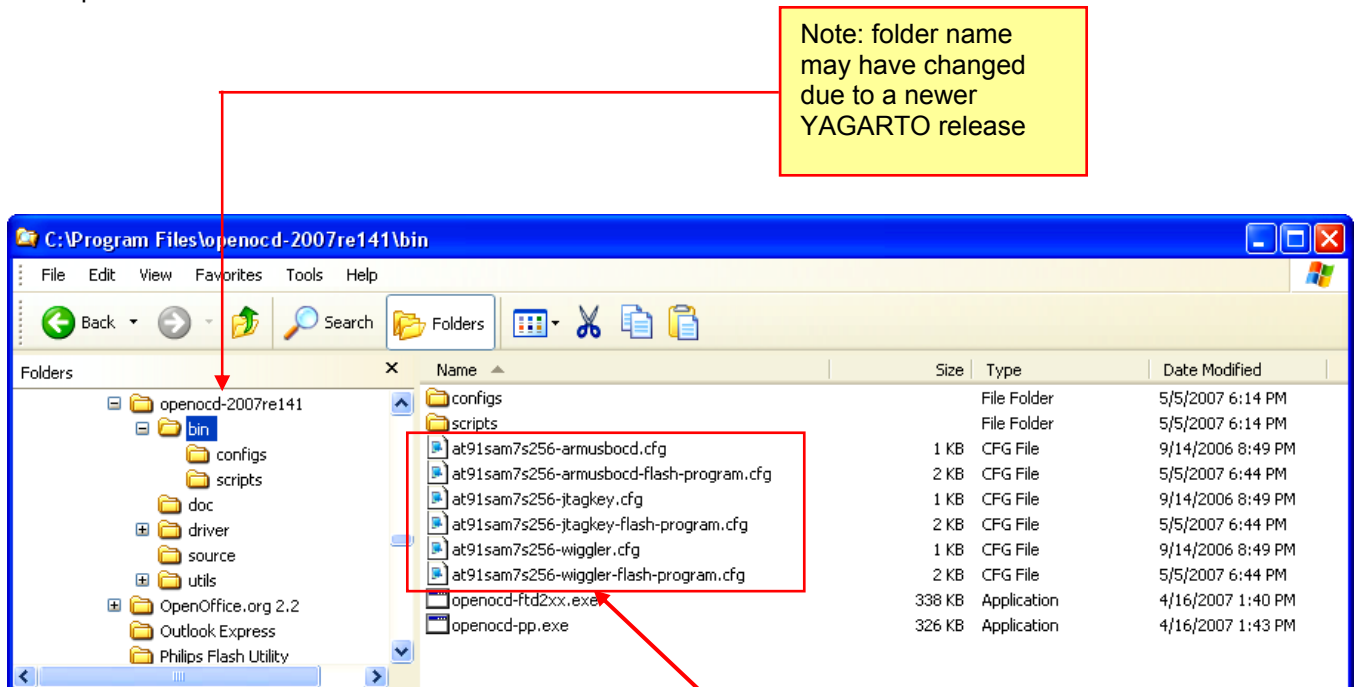 Note: folder name
may have changed
due to a newer
YAGARTO release
C:\Program Files\openocd-2007re141\bin
File Edit View Favorites Tools Help
Back Search Folders
Folders x
openocd-2007re141
bin
configs
scripts
doc
driver
source
utils
OpenOffice.org 2.2
Outlook Express
Philips Flash Utility
Name Size Type Date Modified
configs File Folder 5/5/2007 6:14 PM
scripts File Folder 5/5/2007 6:14 PM
at91sam7s256-armusbocd.cfg 1 KB CFG File 9/14/2006 8:49 PM
at91sam7s256-armusbocd-flash-program.cfg 2 KB CFG File 5/5/2007 6:44 PM
at91sam7s256-jtagkey.cfg 1 KB CFG File 9/14/2006 8:49 PM
at91sam7s256-jtagkey-flash-program.cfg 2 KB CFG File 5/5/2007 6:44 PM
at91sam7s256-wiggler.cfg 1 KB CFG File 9/14/2006 8:49 PM
at91sam7s256-wiggler-flash-program.cfg 2 KB CFG File 5/5/2007 6:44 PM
openocd-ftd2xx.exe 338 KB Application 4/16/2007 1:40 PM
openocd-pp.exe 326 KB Application 4/16/2007 1:43 PM